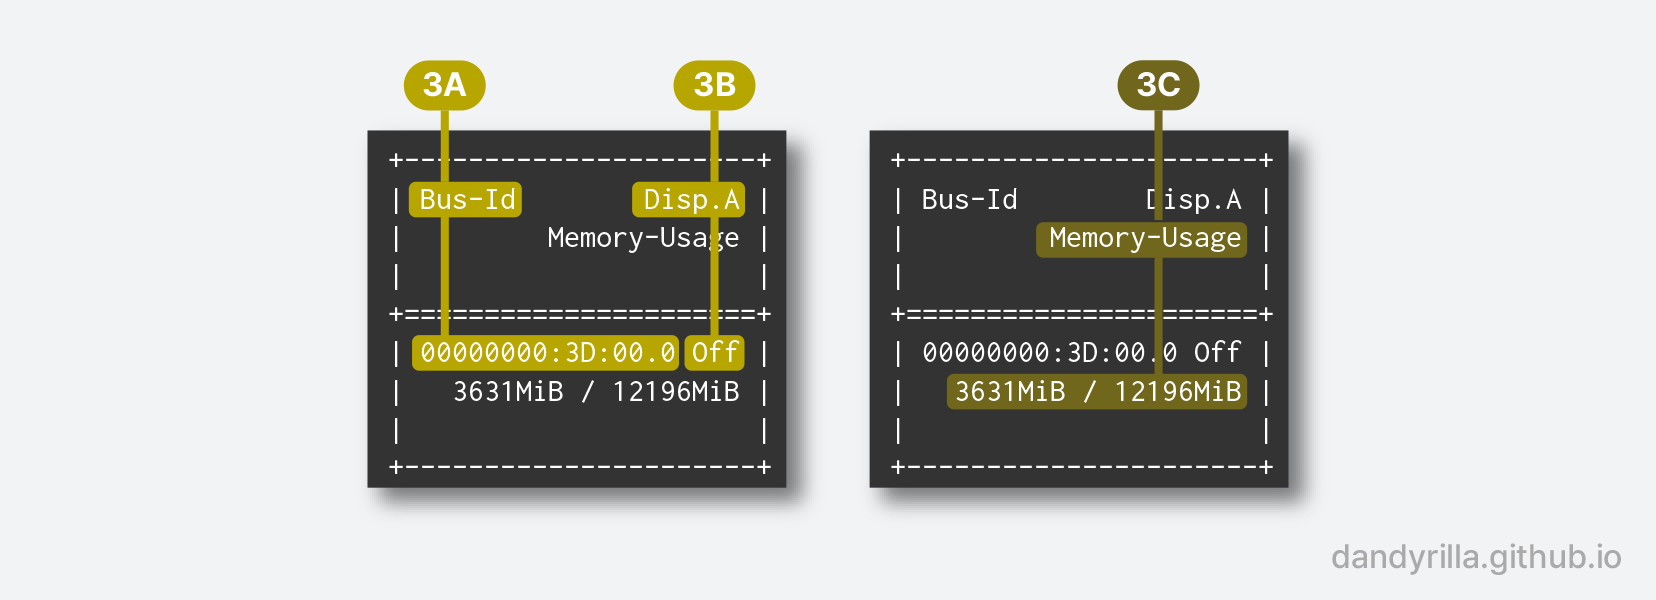 3A 3B 3C
+----------------------+
| Bus-Id        Disp.A |
|         Memory-Usage |
|                      |
+======================+
| 00000000:3D:00.0 Off |
|   3631MiB / 12196MiB |
|                      |
+----------------------+
+----------------------+
| Bus-Id        Disp.A |
|         Memory-Usage |
|                      |
+======================+
| 00000000:3D:00.0 Off |
|   3631MiB / 12196MiB |
|                      |
+----------------------+
dandyrilla.github.io